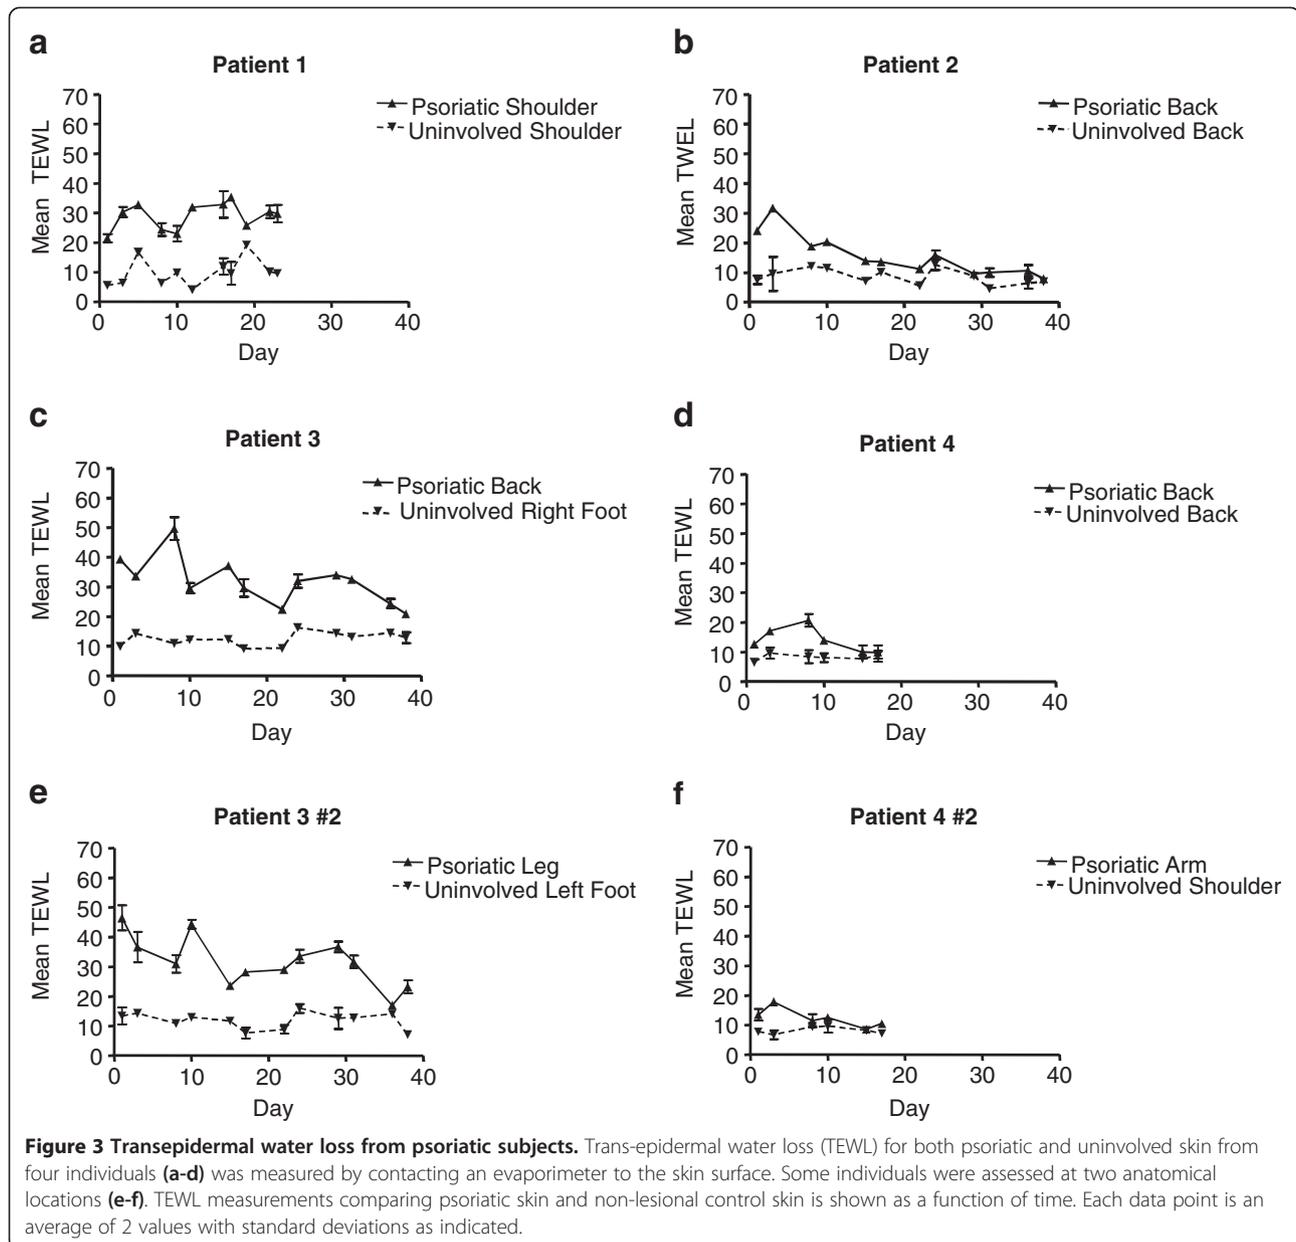 a
Patient 1
Psoriatic Shoulder
Uninvolved Shoulder
Mean TEWL
70
60
50
40
30
20
10
0
0 10 20 30 40
Day
b
Patient 2
Psoriatic Back
Uninvolved Back
Mean TWEL
70
60
50
40
30
20
10
0
0 10 20 30 40
Day
c
Patient 3
Psoriatic Back
Uninvolved Right Foot
Mean TEWL
70
60
50
40
30
20
10
0
0 10 20 30 40
Day
d
Patient 4
Psoriatic Back
Uninvolved Back
Mean TEWL
70
60
50
40
30
20
10
0
0 10 20 30 40
Day
e
Patient 3 #2
Psoriatic Leg
Uninvolved Left Foot
Mean TEWL
70
60
50
40
30
20
10
0
0 10 20 30 40
Day
f
Patient 4 #2
Psoriatic Arm
Uninvolved Shoulder
Mean TEWL
70
60
50
40
30
20
10
0
0 10 20 30 40
Day
Figure 3 Transepidermal water loss from psoriatic subjects. Trans-epidermal water loss (TEWL) for both psoriatic and uninvolved skin from
four individuals (a-d) was measured by contacting an evaporimeter to the skin surface. Some individuals were assessed at two anatomical
locations (e-f). TEWL measurements comparing psoriatic skin and non-lesional control skin is shown as a function of time. Each data point is an
average of 2 values with standard deviations as indicated.